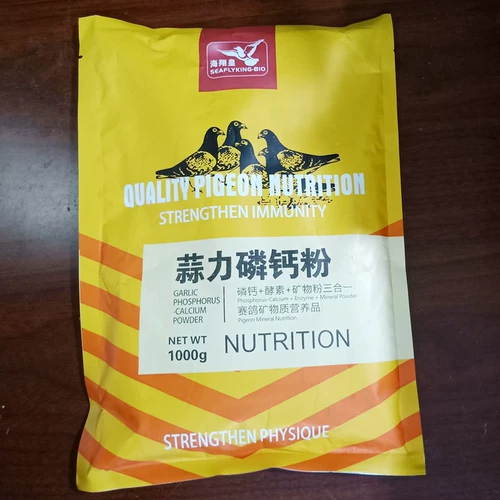 海翔皇
SEAFLYKING-BIO
QUALITY PIGEON NUTRITION
STRENGTHEN IMMUNITY
蒜力磷钙粉
GARLIC
PHOSPHORUS
-CALCIUM
POWDER
磷钙+酵素+矿物粉三合一
Phosphorus-Calcium + Enzyme + Mineral Powder
赛鸽矿物质营养品
Pigeon Mineral Nutrition
NET WT
1000g
NUTRITION
STRENGTHEN PHYSIQUE